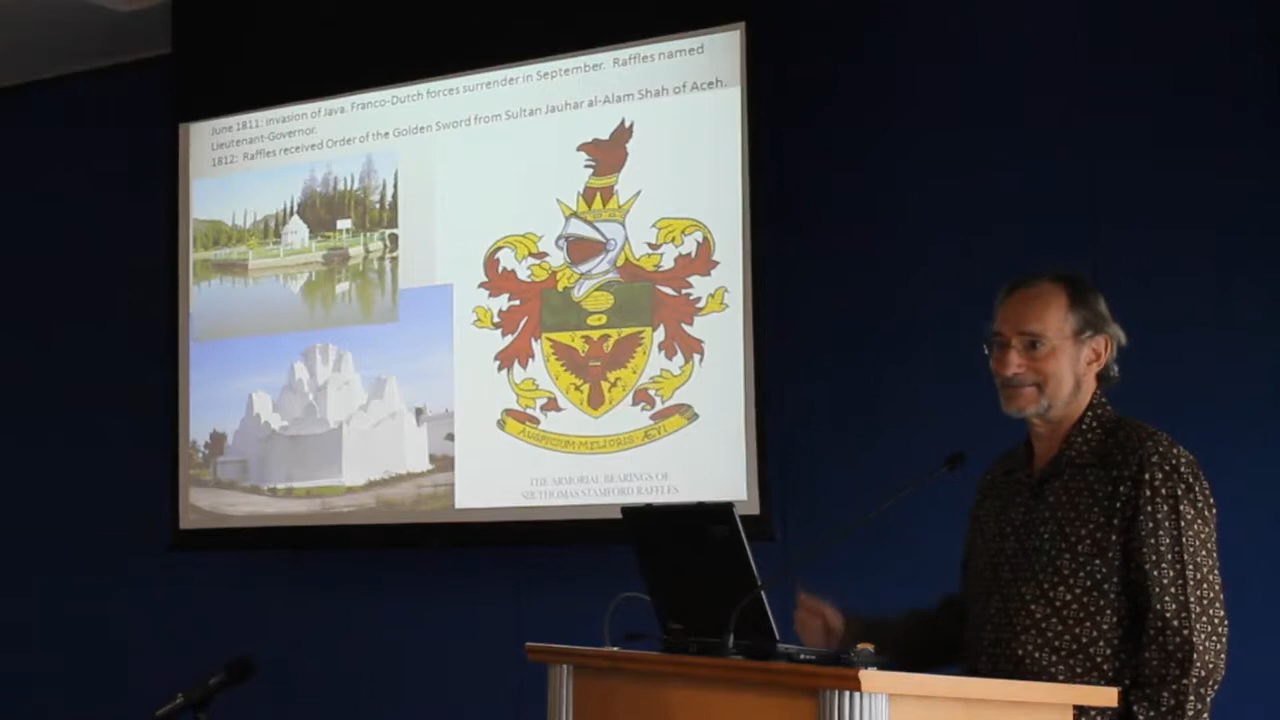 June 1811: invasion of Java. Franco-Dutch forces surrender in September. Raffles named
Lieutenant-Governor.
1812: Raffles received Order of the Golden Sword from Sultan Jauhar al-Alam Shah of Aceh.
AUSPICIUM · MELIORIS · ÆVI
THE ARMORIAL BEARINGS OF
SIR THOMAS STAMFORD RAFFLES